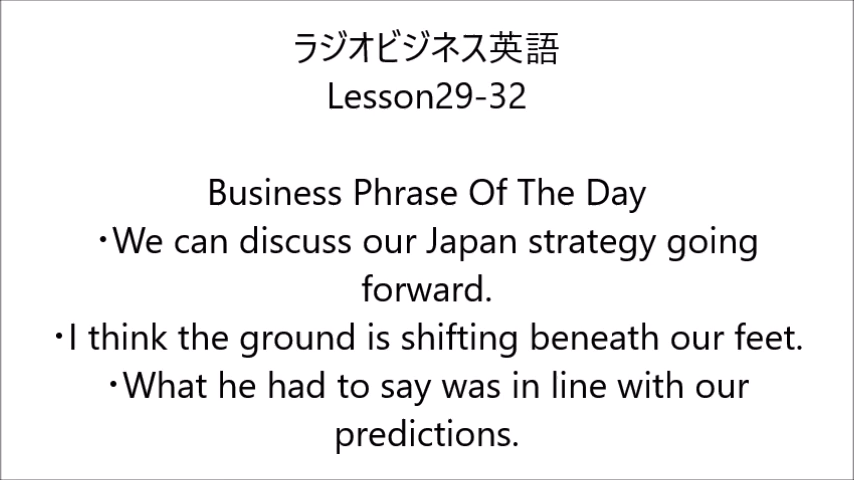 ラジオビジネス英語
Lesson29-32
Business Phrase Of The Day
・We can discuss our Japan strategy going
forward.
・I think the ground is shifting beneath our feet.
・What he had to say was in line with our
predictions.